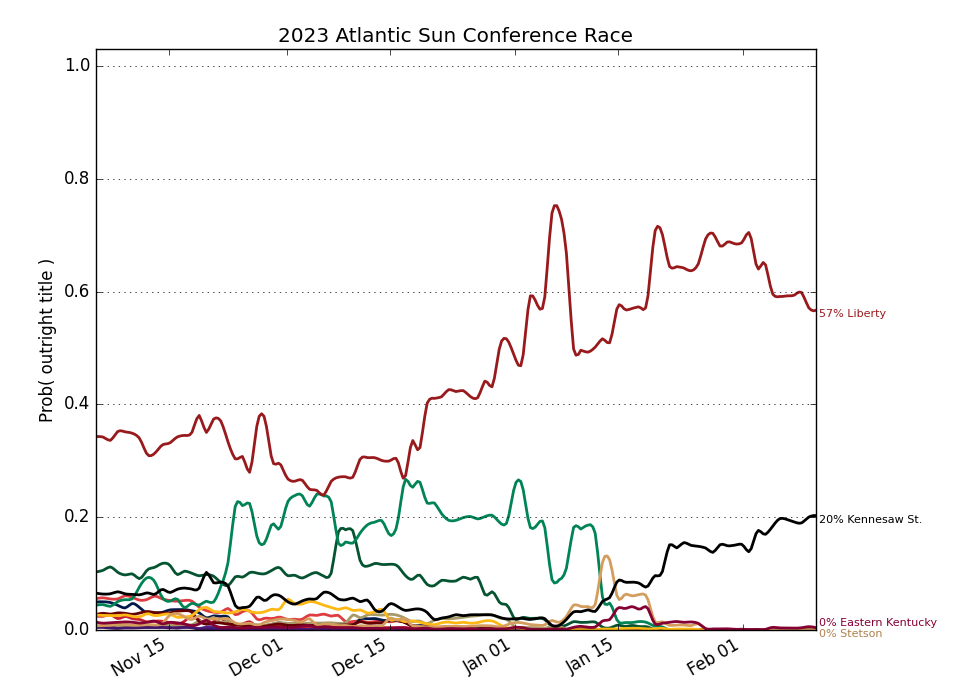 2023 Atlantic Sun Conference Race
Prob( outright title )
1.0
0.8
0.6
0.4
0.2
0.0
57% Liberty
20% Kennesaw St.
0% Eastern Kentucky
0% Stetson
Nov 15
Dec 01
Dec 15
Jan 01
Jan 15
Feb 01